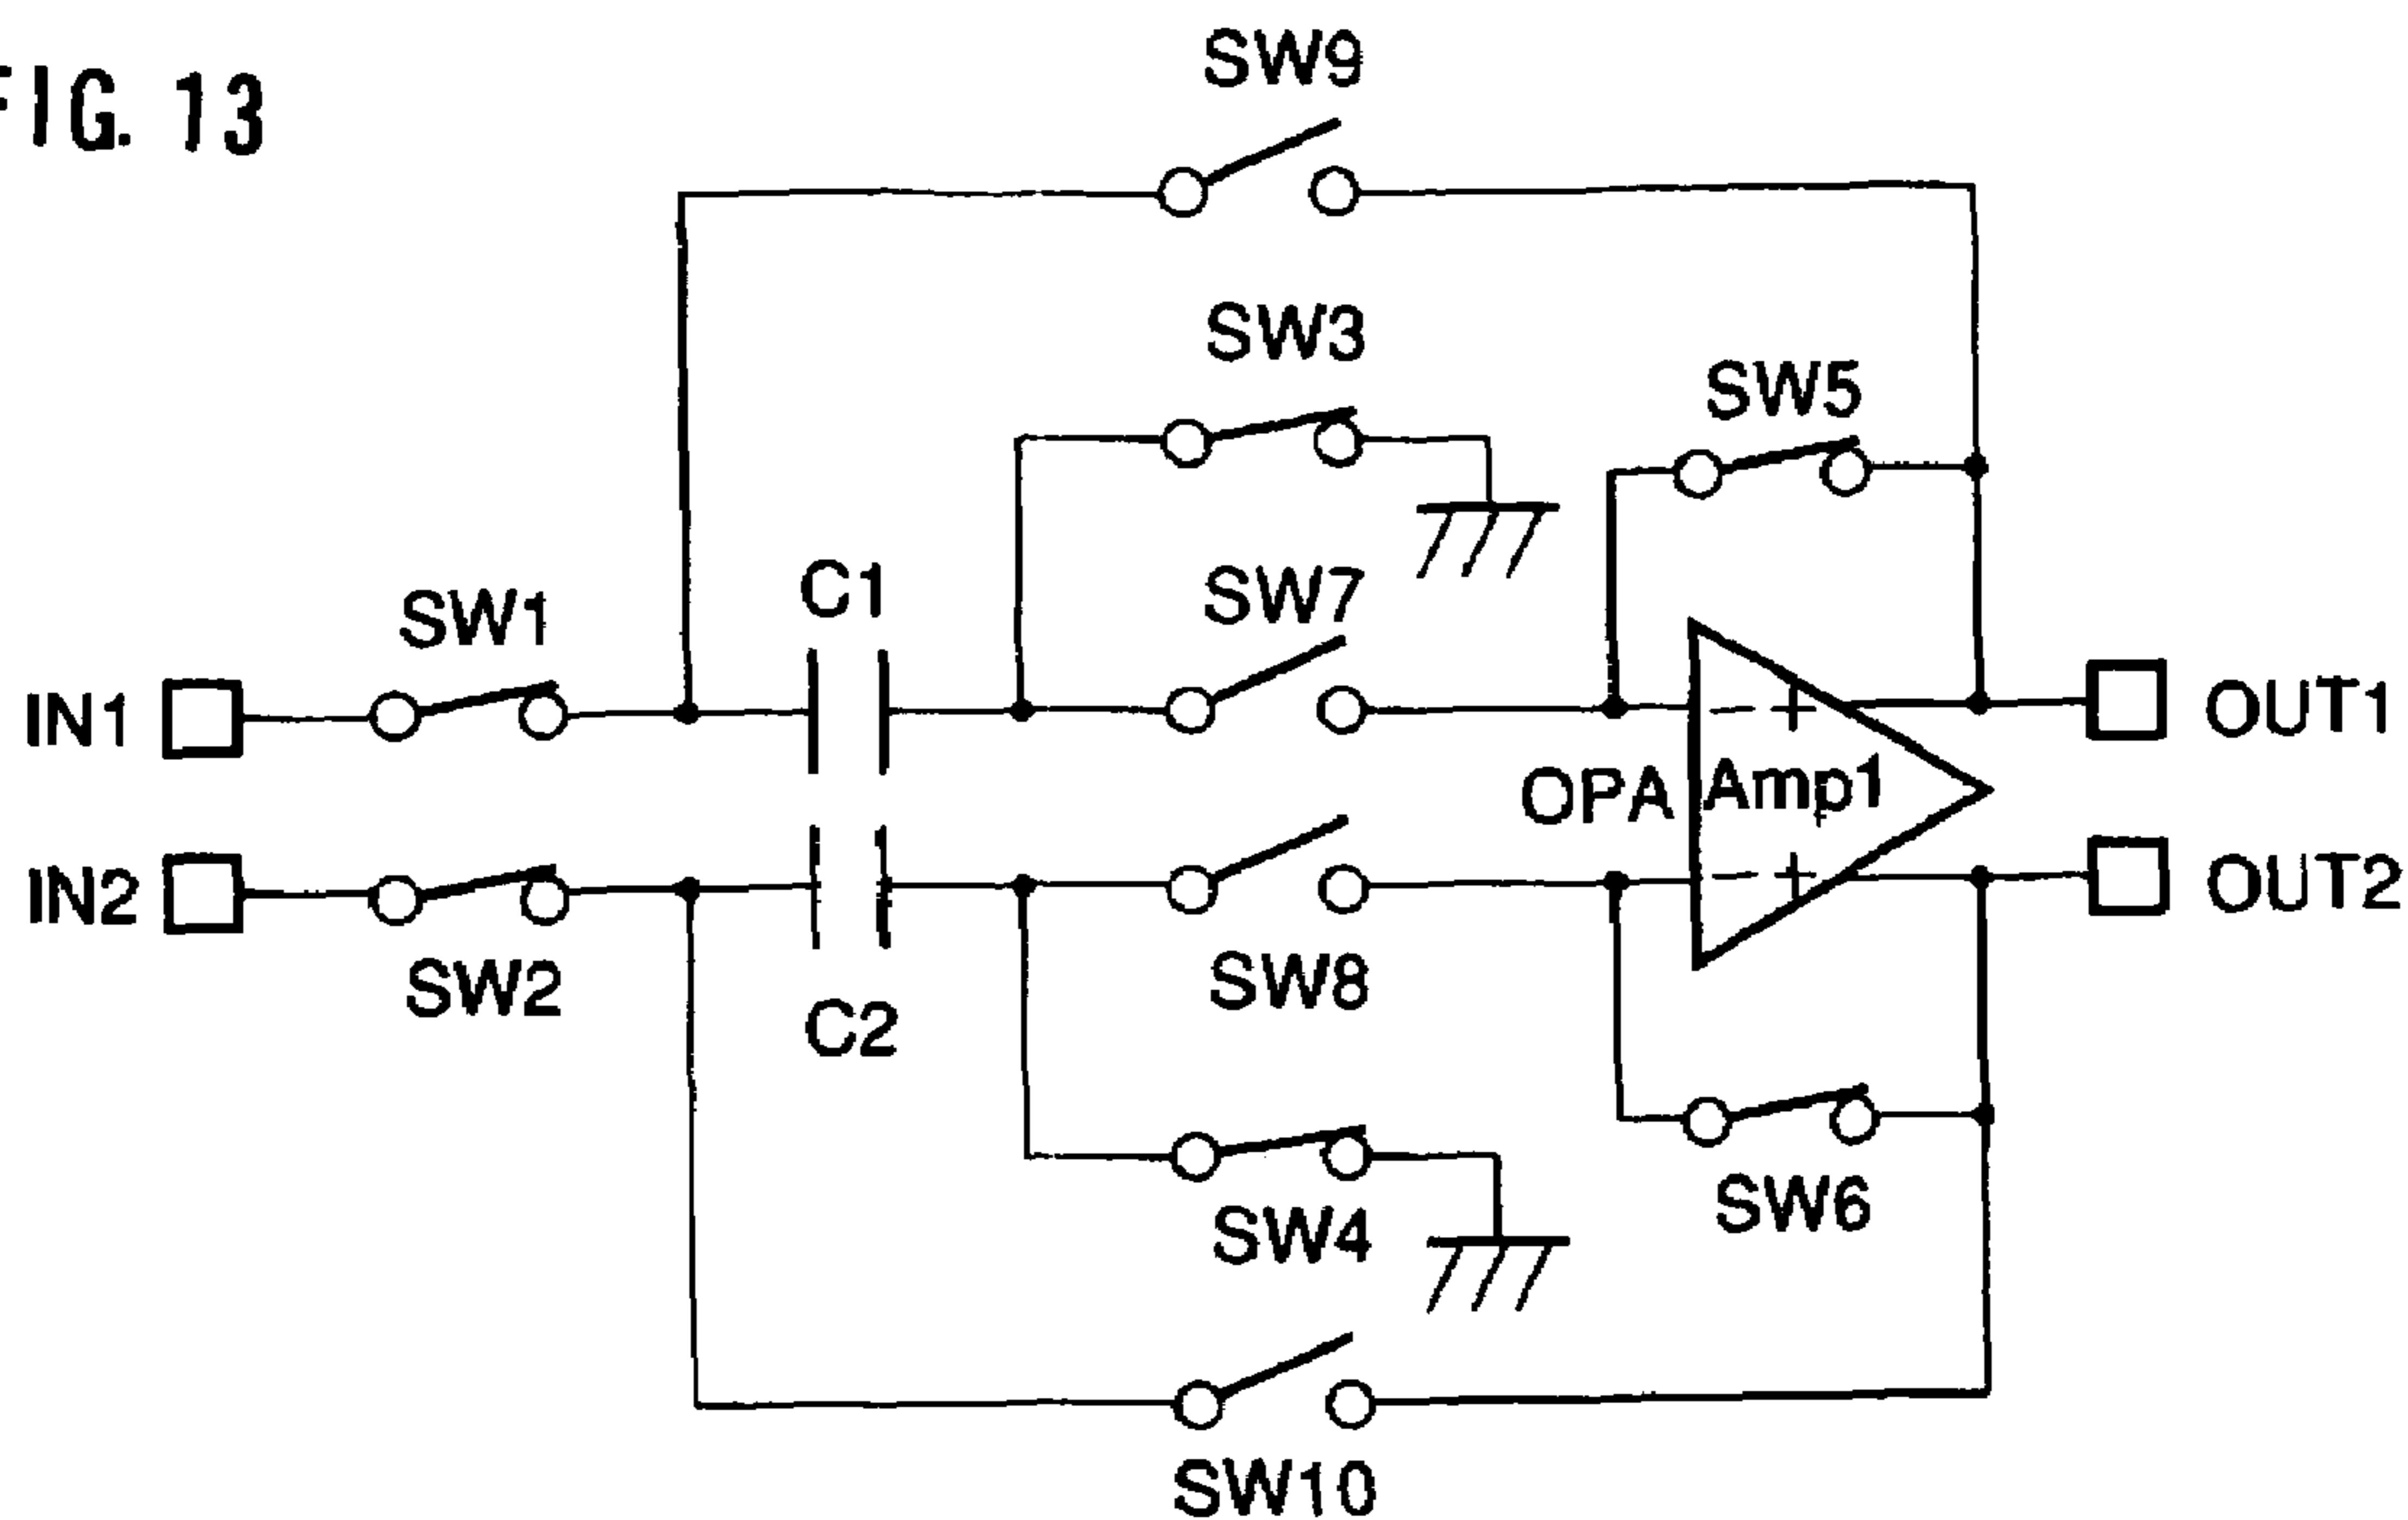 FIG. 13
SW9
SW3
SW5
C1
SW7
SW1
IN1
OUT1
OPA
Amp1
- +
- +
IN2
OUT2
SW2
SW8
C2
SW6
SW4
SW10